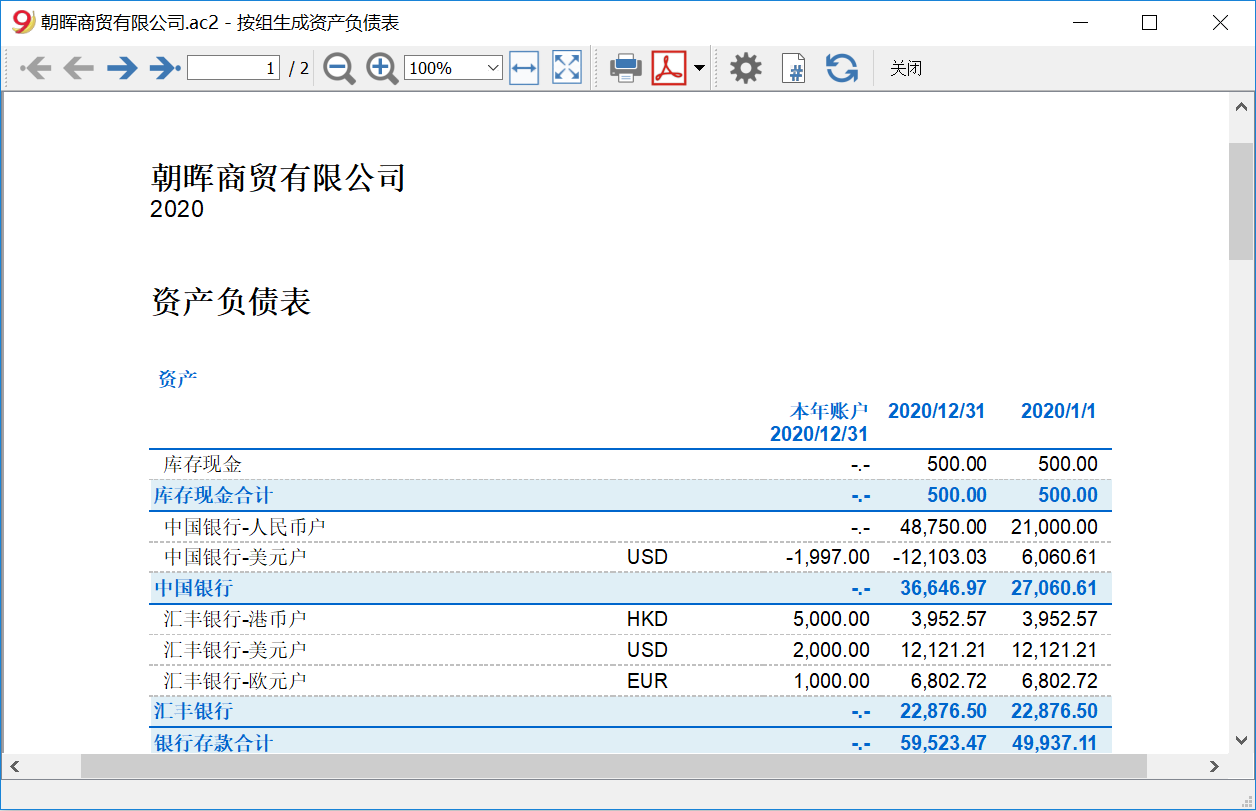 朝晖商贸有限公司.ac2 - 按组生成资产负债表
1 / 2 100% 关闭
朝晖商贸有限公司
2020
资产负债表
资产
本年账户 2020/12/31 2020/1/1
2020/12/31
库存现金 -.- 500.00 500.00
库存现金合计 -.- 500.00 500.00
中国银行-人民币户 -.- 48,750.00 21,000.00
中国银行-美元户 USD -1,997.00 -12,103.03 6,060.61
中国银行 -.- 36,646.97 27,060.61
汇丰银行-港币户 HKD 5,000.00 3,952.57 3,952.57
汇丰银行-美元户 USD 2,000.00 12,121.21 12,121.21
汇丰银行-欧元户 EUR 1,000.00 6,802.72 6,802.72
汇丰银行 -.- 22,876.50 22,876.50
银行存款合计 -.- 59,523.47 49,937.11